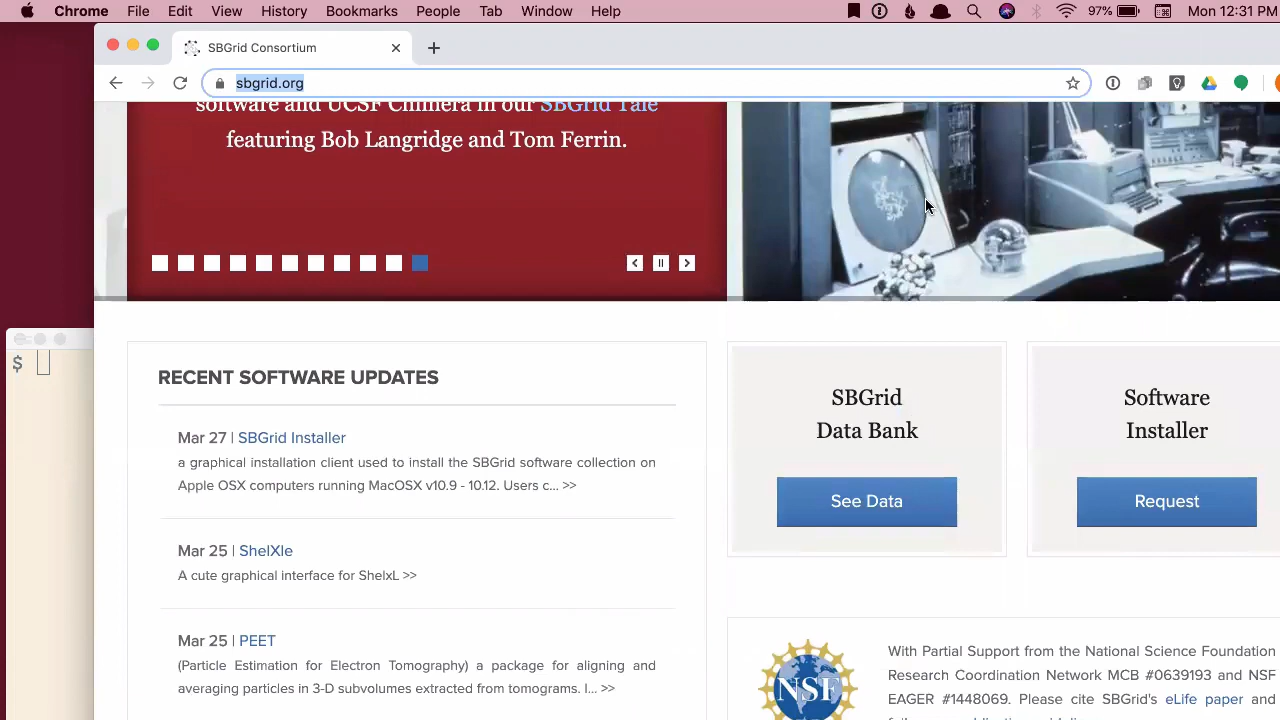 Chrome File Edit View History Bookmarks People Tab Window Help 97% Mon 12:31 PM
SBGrid Consortium
sbgrid.org
software and UCSF Chimera in our SBGrid Tale
featuring Bob Langridge and Tom Ferrin.
$
RECENT SOFTWARE UPDATES
Mar 27 | SBGrid Installer
a graphical installation client used to install the SBGrid software collection on
Apple OSX computers running MacOSX v10.9 - 10.12. Users c... >>
Mar 25 | ShelXle
A cute graphical interface for ShelxL >>
Mar 25 | PEET
(Particle Estimation for Electron Tomography) a package for aligning and
averaging particles in 3-D subvolumes extracted from tomograms. I... >>
SBGrid
Data Bank
See Data
Software
Installer
Request
NSF
With Partial Support from the National Science Foundation
Research Coordination Network MCB #0639193 and NSF
EAGER #1448069. Please cite SBGrid's eLife paper and